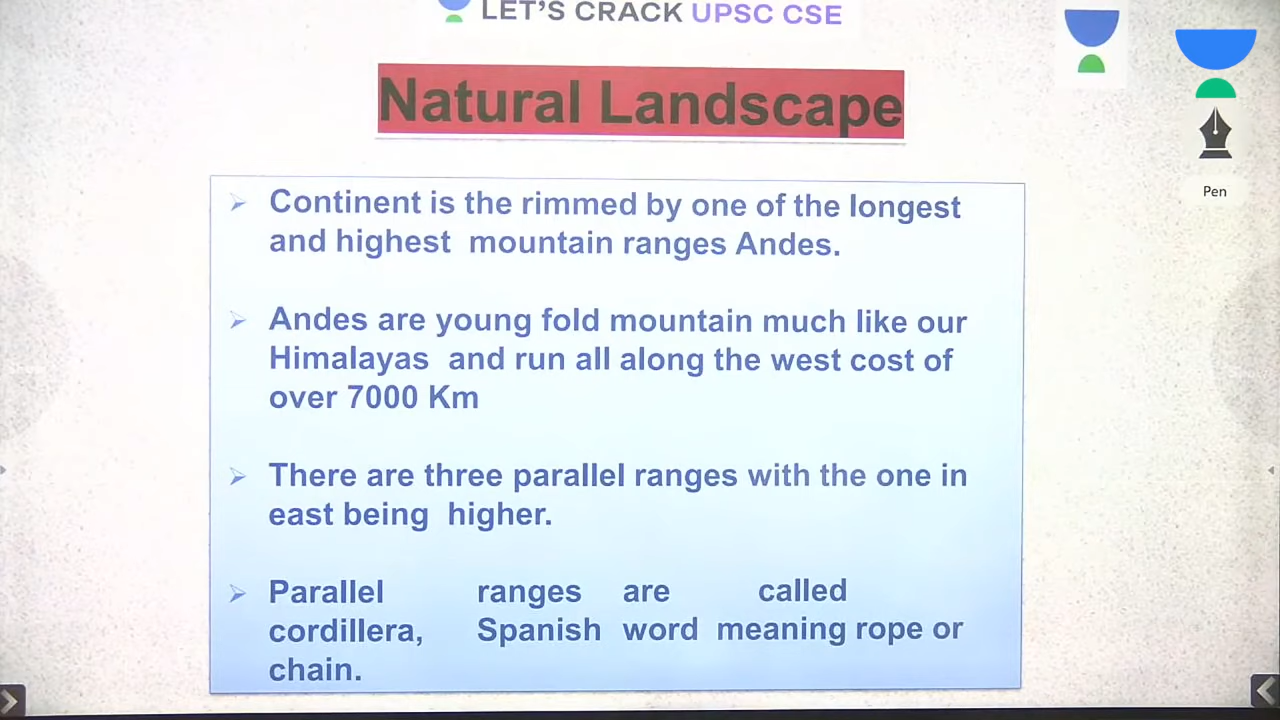 LET'S CRACK UPSC CSE
Natural Landscape
Continent is the rimmed by one of the longest
and highest mountain ranges Andes.
Andes are young fold mountain much like our
Himalayas and run all along the west cost of
over 7000 Km
There are three parallel ranges with the one in
east being higher.
Parallel ranges are called
cordillera, Spanish word meaning rope or
chain.
Pen